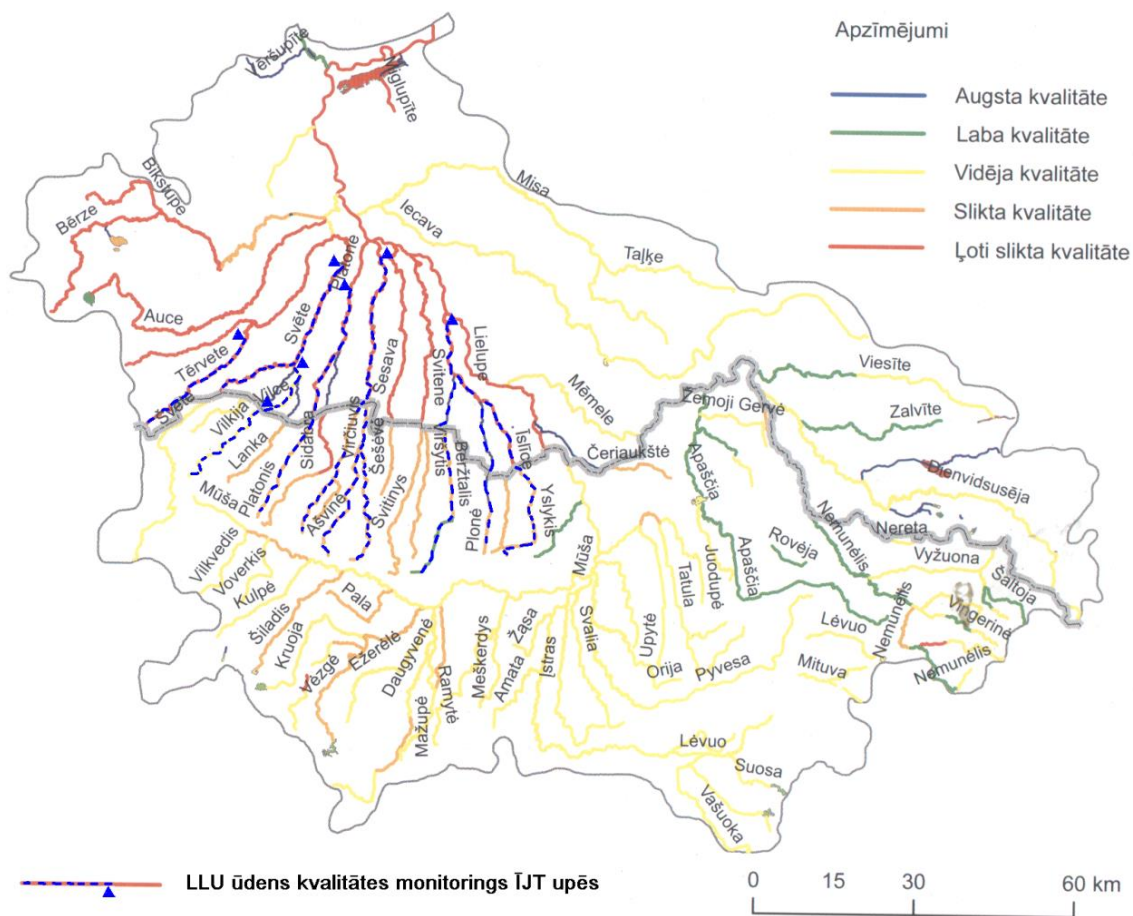 Apzīmējumi
Augsta kvalitāte
Laba kvalitāte
Vidēja kvalitāte
Slikta kvalitāte
Ļoti slikta kvalitāte
Vēršupīte
Miglupīte
Bikstupe
Bērze
Misa
Iecava
Taļķe
Platone
Auce
Svēte
Tērvete
Sesava
Svitene
Lielupe
Mēmele
Viesīte
Zalvīte
Žemoji Gervė
Svēte
Vilce
Vilkija
Lanka
Sidabra
Virčiuvis
Šešėvė
Viršytis
Beržtalis
Īslīce
Čeriaukštė
Dienvidsusēja
Mūša
Platonis
Ašvinė
Svitinys
Plonė
Yslykis
Apaščia
Nemunėlis
Nereta
Vyžuona
Rovėja
Šaltoja
Vilkvedis
Voverkis
Kulpė
Mūša
Tatula
Juodupė
Apaščia
Vingerinė
Šiladis
Pala
Kruoja
Vėzgė
Ežerėlė
Daugyvenė
Ramytė
Mažupė
Meškerdys
Žąsa
Amata
Įstras
Svalia
Upytė
Orija
Pyvesa
Lėvuo
Nemunėlis
Mituva
Nemunėlis
Lėvuo
Suosa
Vašuoka
LLU ūdens kvalitātes monitorings ĪJT upēs
0 15 30 60 km